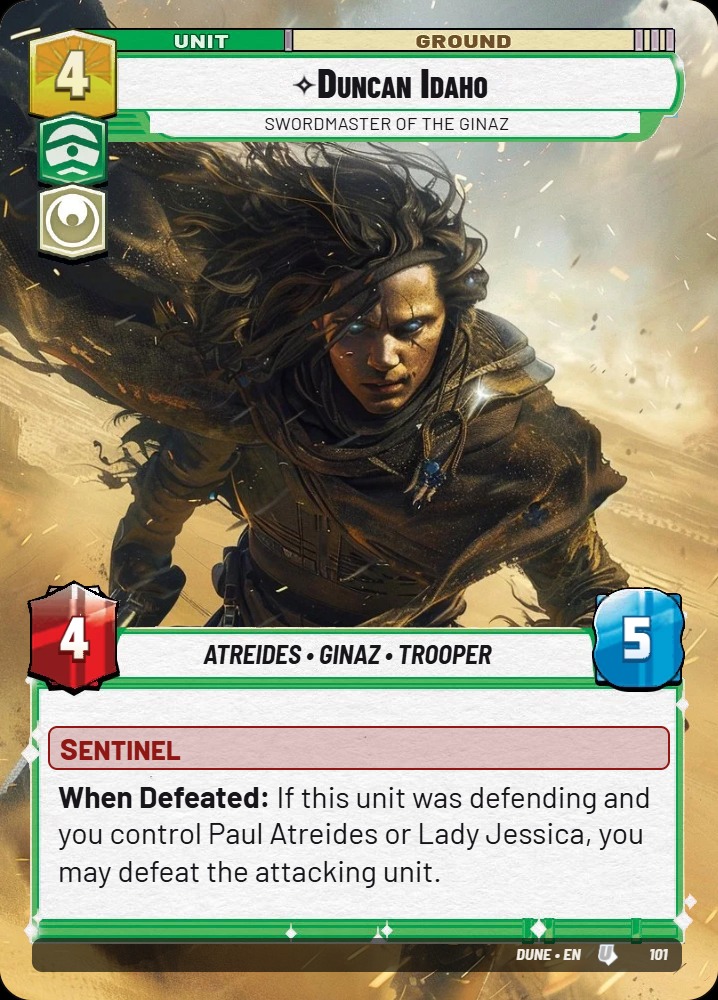 UNIT
GROUND
4
✧DUNCAN IDAHO
SWORDMASTER OF THE GINAZ
4
ATREIDES • GINAZ • TROOPER
5
SENTINEL
When Defeated: If this unit was defending and
you control Paul Atreides or Lady Jessica, you
may defeat the attacking unit.
DUNE • EN U 101